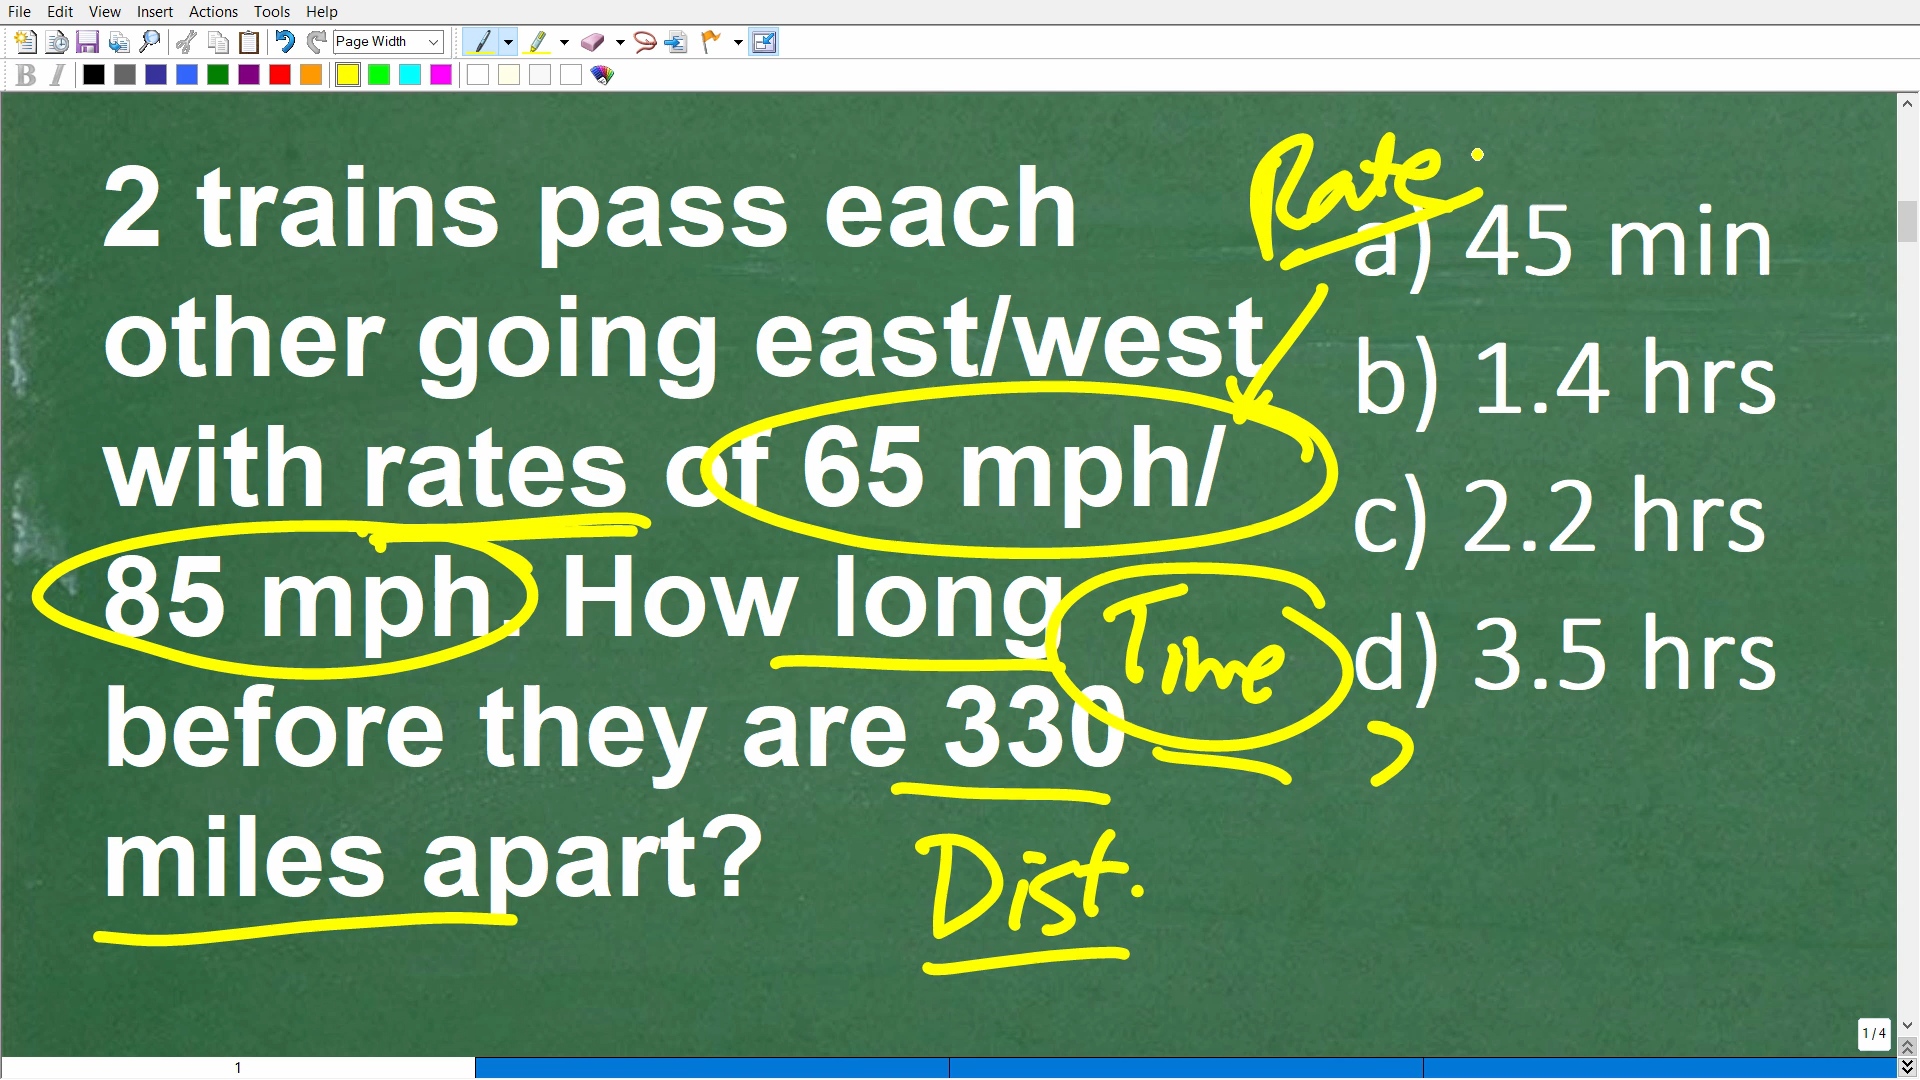 File Edit View Insert Actions Tools Help
Page Width
B I
2 trains pass each
other going east/west
with rates of 65 mph/
85 mph. How long
before they are 330
miles apart?
Rate
a) 45 min
b) 1.4 hrs
c) 2.2 hrs
d) 3.5 hrs
Time
Dist.
1 / 4
1